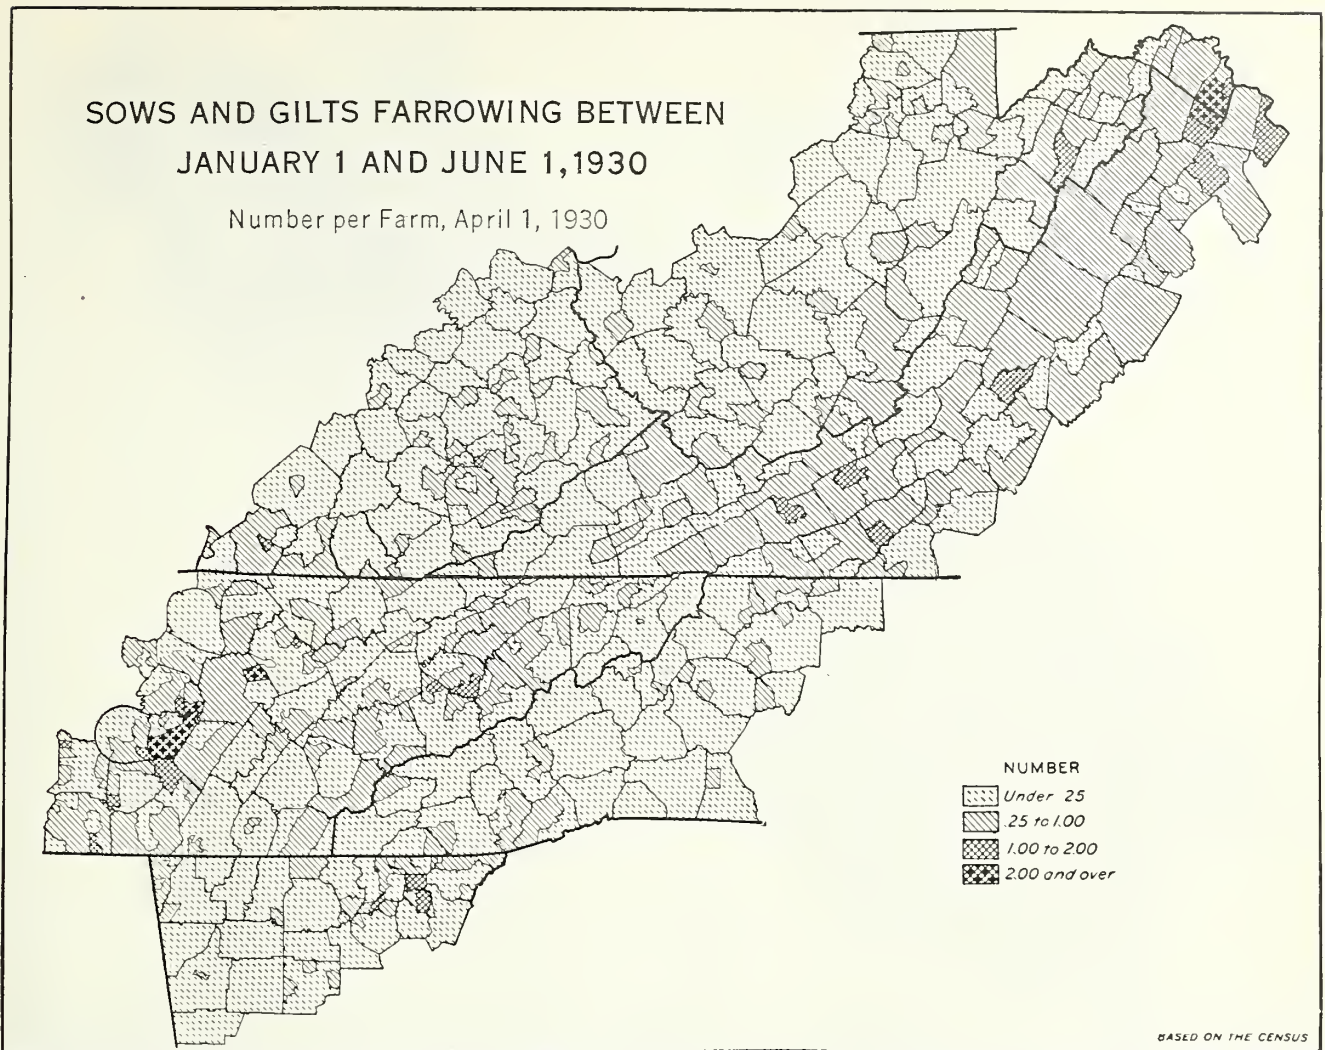 SOWS AND GILTS FARROWING BETWEEN
JANUARY 1 AND JUNE 1, 1930
Number per Farm, April 1, 1930
NUMBER
Under 25
.25 to 1.00
1.00 to 2.00
2.00 and over
BASED ON THE CENSUS